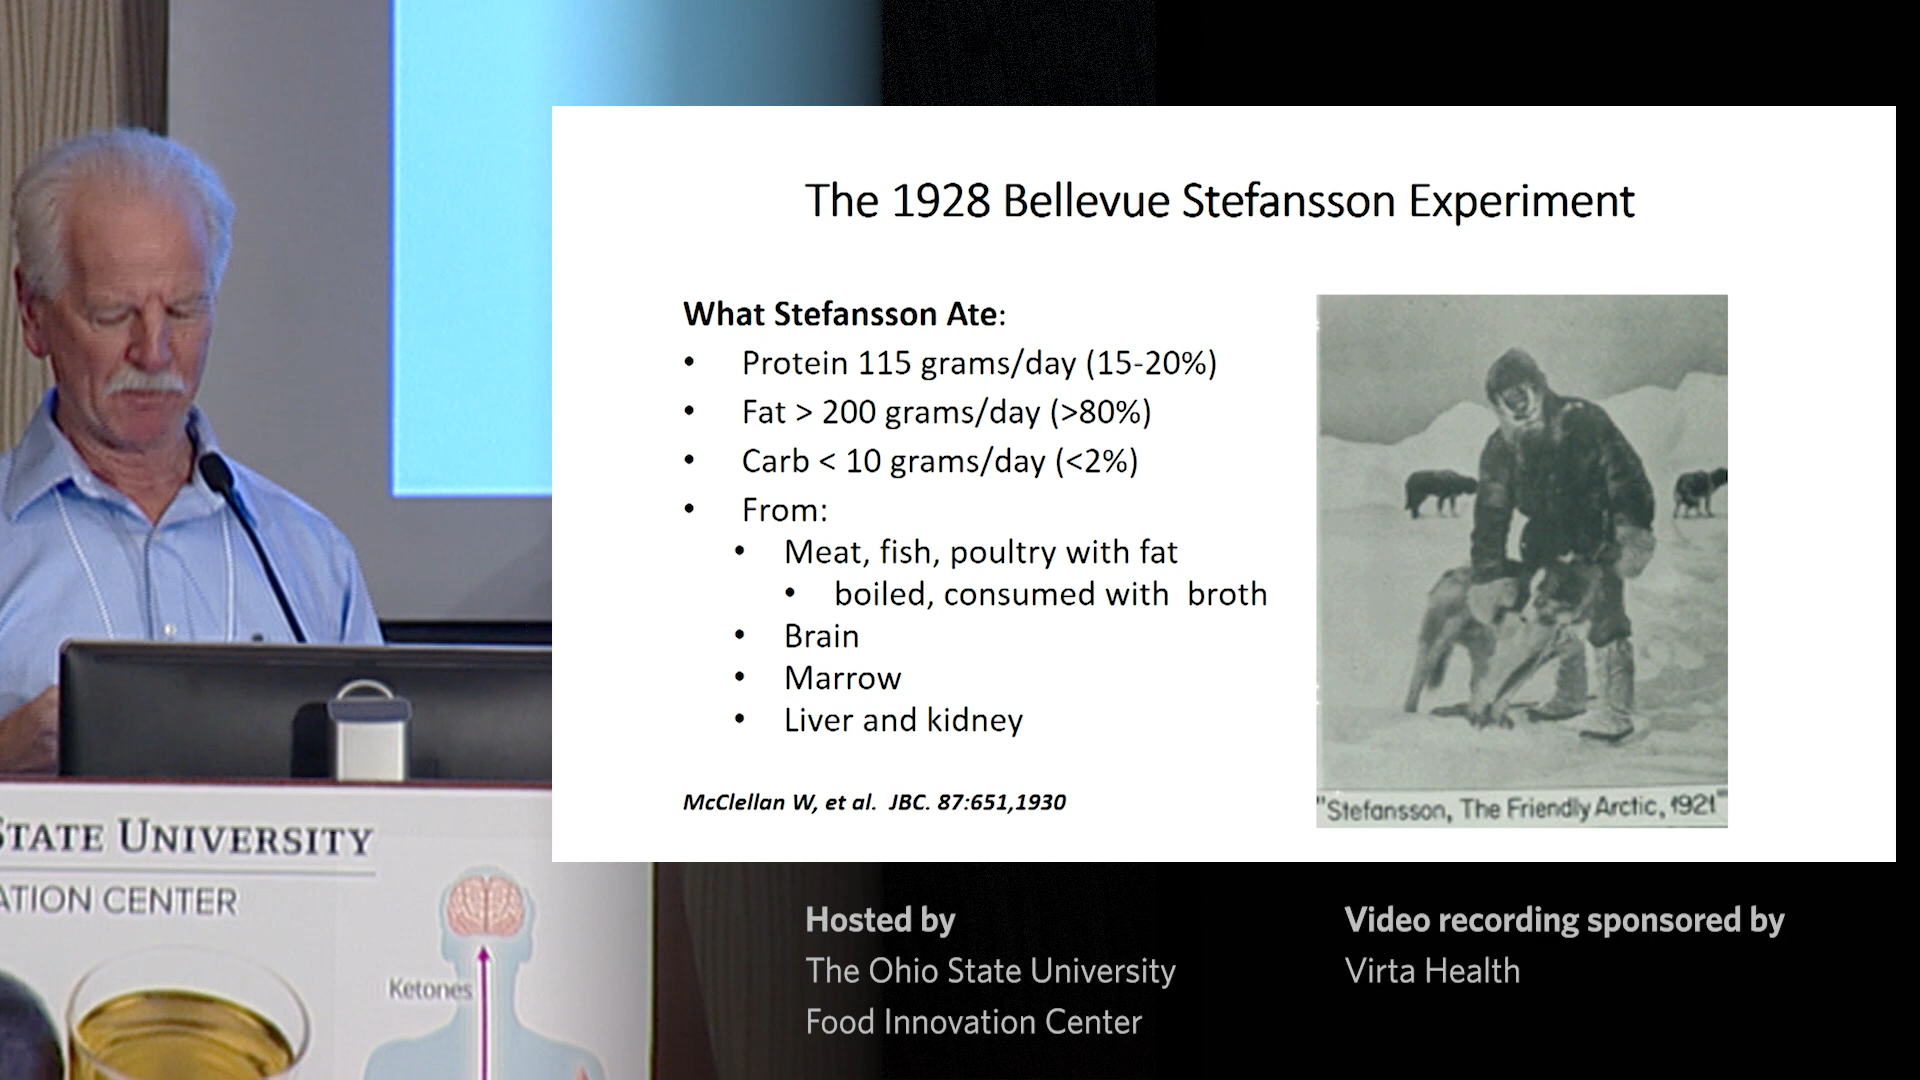 The 1928 Bellevue Stefansson Experiment
What Stefansson Ate:
• Protein 115 grams/day (15-20%)
• Fat > 200 grams/day (>80%)
• Carb < 10 grams/day (<2%)
• From:
• Meat, fish, poultry with fat
• boiled, consumed with broth
• Brain
• Marrow
• Liver and kidney
McClellan W, et al. JBC. 87:651,1930
"Stefansson, The Friendly Arctic, 1921"
STATE UNIVERSITY
ATION CENTER
Ketones
Hosted by
The Ohio State University
Food Innovation Center
Video recording sponsored by
Virta Health